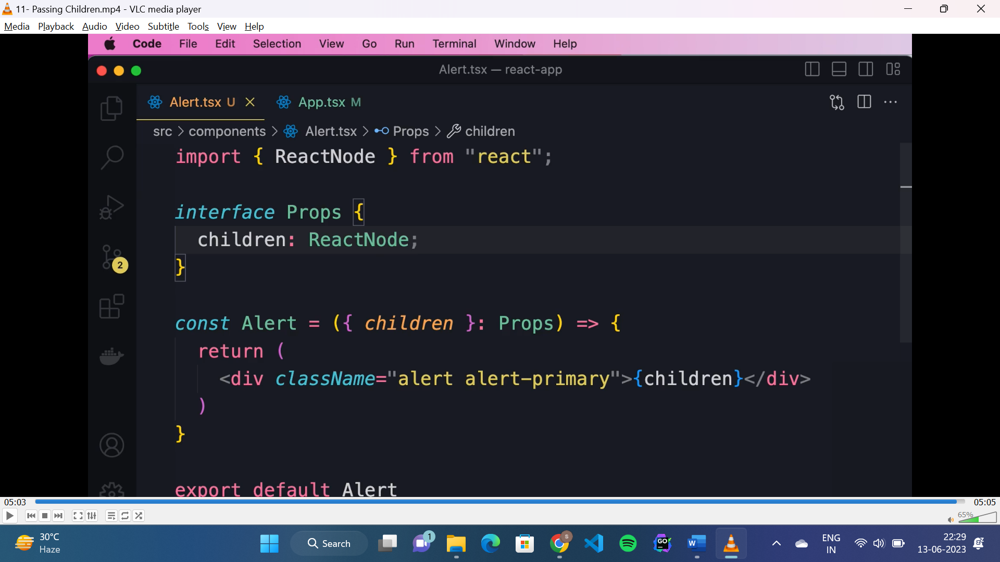 11- Passing Children.mp4 - VLC media player
Media Playback Audio Video Subtitle Tools View Help
Code File Edit Selection View Go Run Terminal Window Help
Alert.tsx — react-app
Alert.tsx U App.tsx M
src > components > Alert.tsx > Props > children
import { ReactNode } from "react";
interface Props {
children: ReactNode;
}
2
const Alert = ({ children }: Props) => {
return (
<div className="alert alert-primary">{children}</div>
)
}
export default Alert
05:03 05:05
65%
30°C
Haze
Search
1
S
GO
W
ENG
IN
22:29
13-06-2023